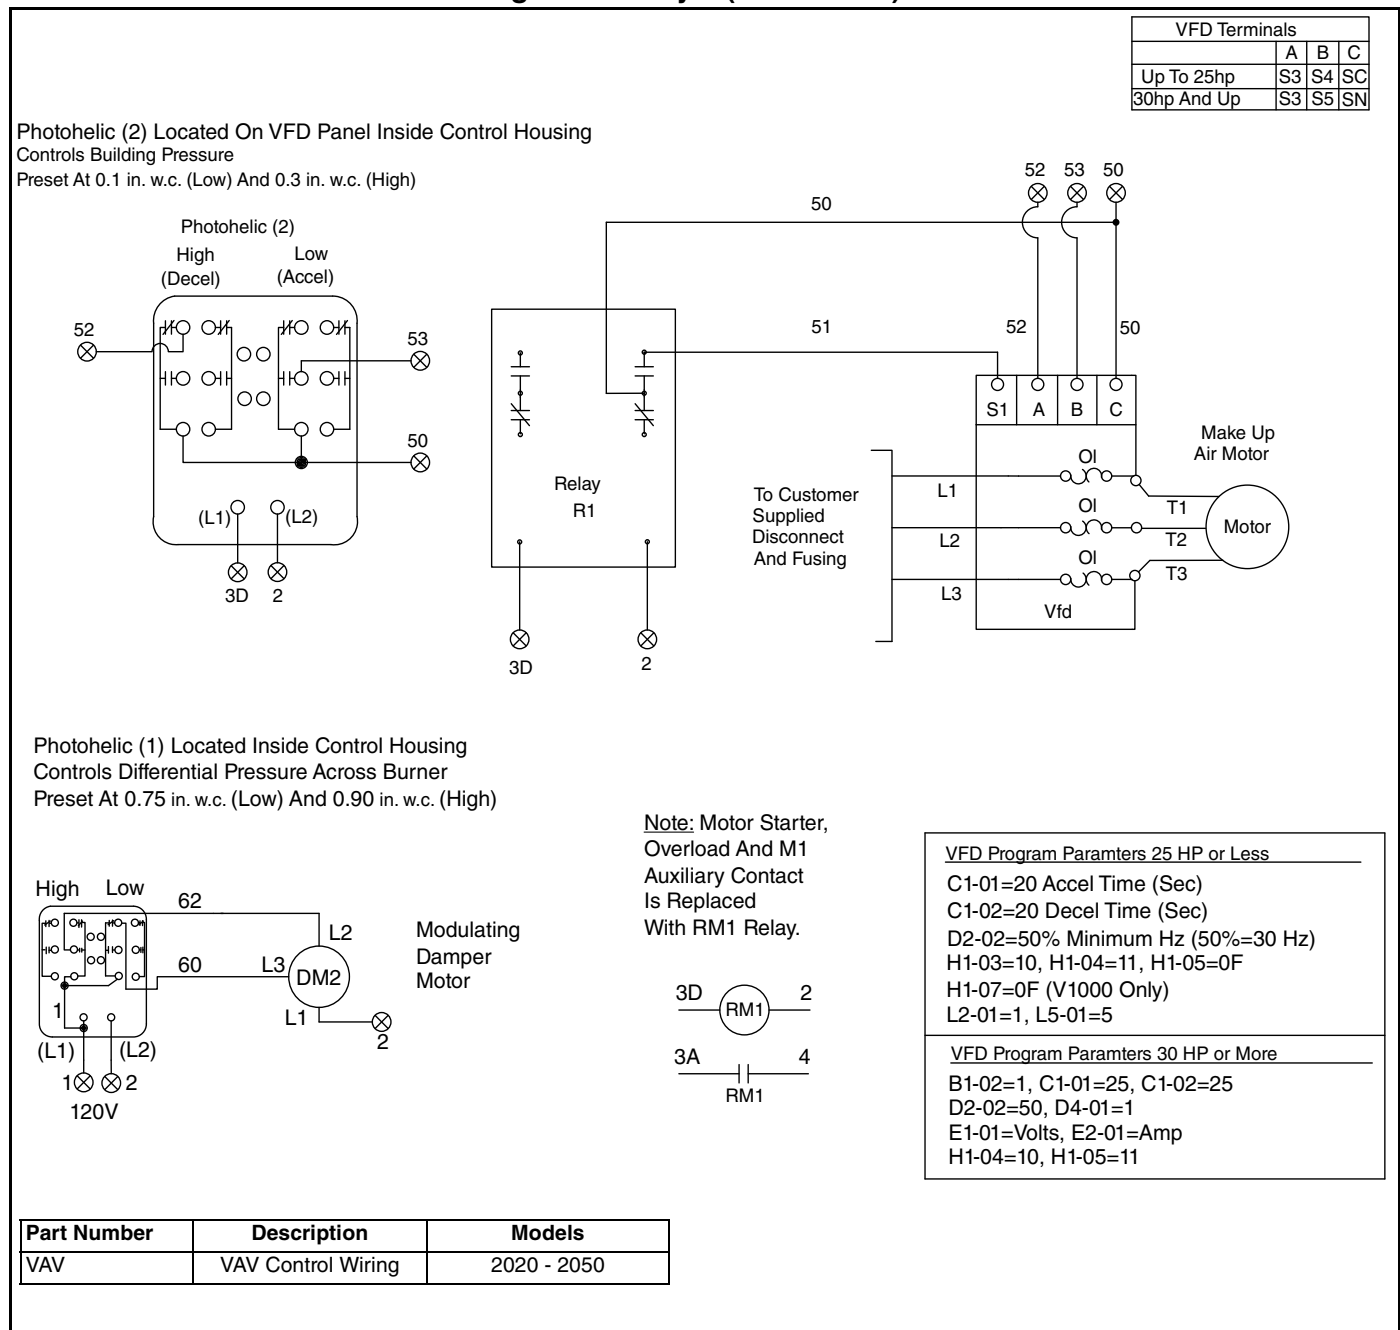 VFD Terminals
A B C
Up To 25hp S3 S4 SC
30hp And Up S3 S5 SN
Photohelic (2) Located On VFD Panel Inside Control Housing
Controls Building Pressure
Preset At 0.1 in. w.c. (Low) And 0.3 in. w.c. (High)
Photohelic (2)
High
(Decel)
Low
(Accel)
52
53
50
(L1)
(L2)
3D
2
50
51
Relay
R1
3D
2
52 53 50
52
50
S1 A B C
To Customer
Supplied
Disconnect
And Fusing
L1
L2
L3
Ol
Ol
Ol
Vfd
T1
T2
T3
Make Up
Air Motor
Motor
Photohelic (1) Located Inside Control Housing
Controls Differential Pressure Across Burner
Preset At 0.75 in. w.c. (Low) And 0.90 in. w.c. (High)
High Low
62
60
1
(L1) (L2)
1 2
120V
L2
L3
DM2
L1
2
Modulating
Damper
Motor
Note: Motor Starter,
Overload And M1
Auxiliary Contact
Is Replaced
With RM1 Relay.
3D RM1 2
3A 4
RM1
VFD Program Paramters 25 HP or Less
C1-01=20 Accel Time (Sec)
C1-02=20 Decel Time (Sec)
D2-02=50% Minimum Hz (50%=30 Hz)
H1-03=10, H1-04=11, H1-05=0F
H1-07=0F (V1000 Only)
L2-01=1, L5-01=5
VFD Program Paramters 30 HP or More
B1-02=1, C1-01=25, C1-02=25
D2-02=50, D4-01=1
E1-01=Volts, E2-01=Amp
H1-04=10, H1-05=11
Part Number Description Models
VAV VAV Control Wiring 2020 - 2050